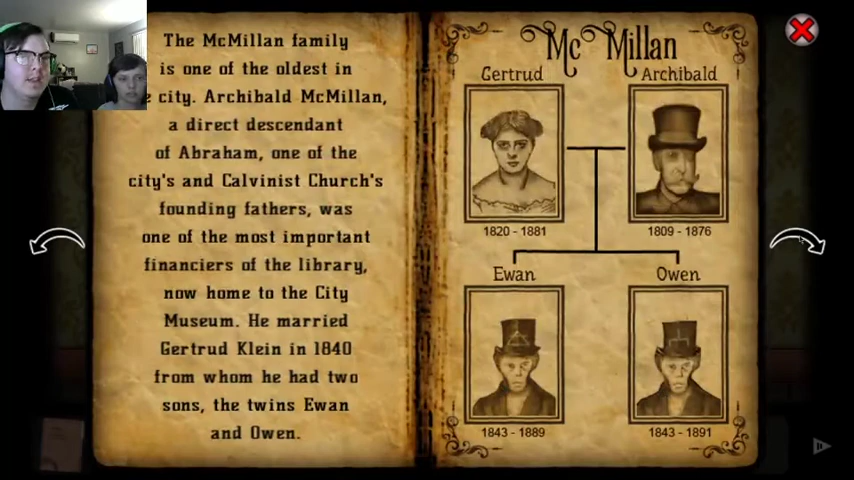 The McMillan family
is one of the oldest in
city. Archibald McMillan,
a direct descendant
of Abraham, one of the
city's and Calvinist Church's
founding fathers, was
one of the most important
financiers of the library,
now home to the City
Museum. He married
Gertrud Klein in 1840
from whom he had two
sons, the twins Ewan
and Owen.
Mc Millan
Gertrud
Archibald
1820 - 1881
1809 - 1876
Ewan
Owen
1843 - 1889
1843 - 1891